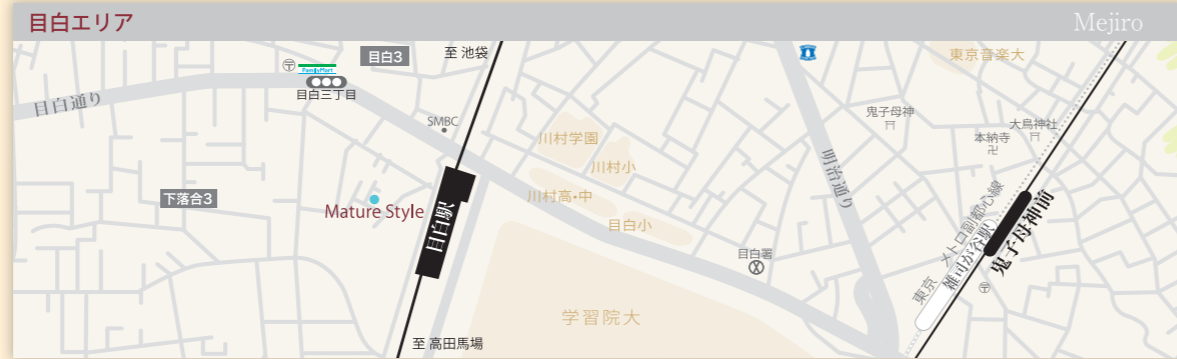 目白エリア
Mejiro
目白3
至 池袋
東京音楽大
〒
FamilyMart
目白三丁目
目白通り
SMBC
鬼子母神
大鳥神社
本納寺
川村学園
川村小
明治通り
下落合3
Mature Style
目白駅
川村高・中
目白小
目白署
東京メトロ副都心線
雑司が谷駅)
鬼子母神前
〒
学習院大
至 高田馬場